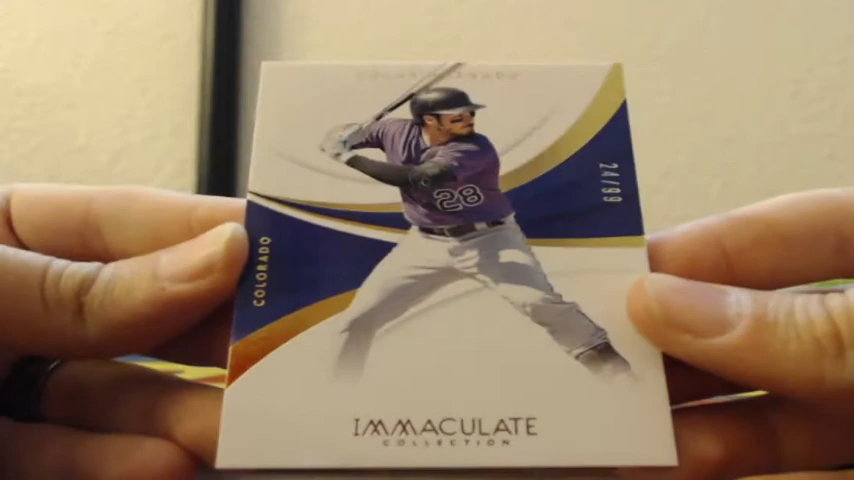 24/99
28
COLORADO
IMMACULATE
COLLECTION